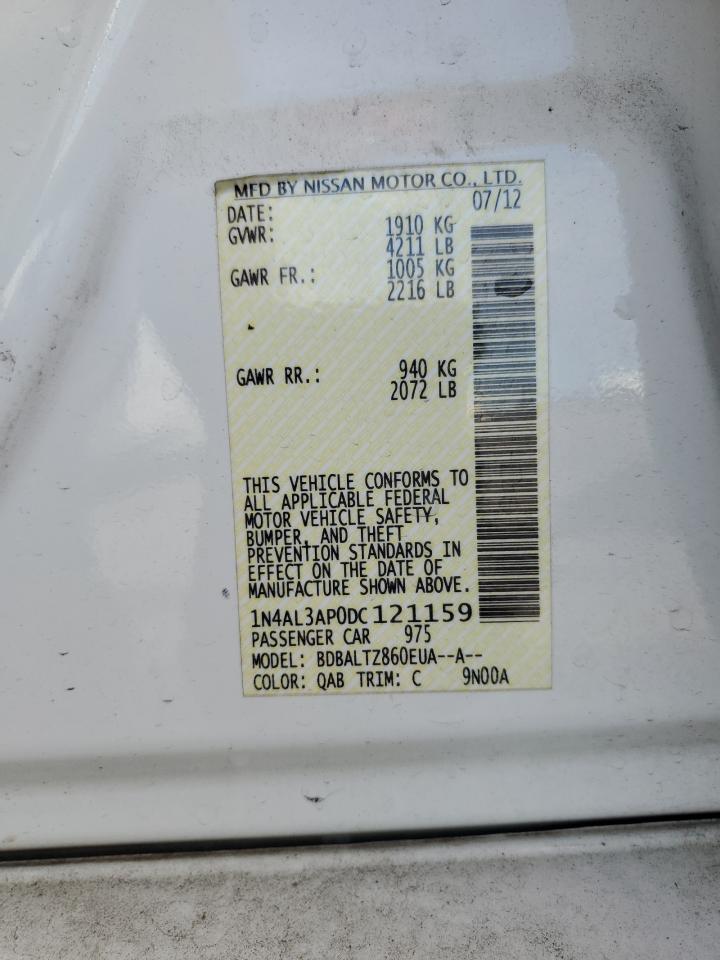 MFD BY NISSAN MOTOR CO., LTD.
DATE: 07/12
GVWR: 1910 KG
4211 LB
GAWR FR.: 1005 KG
2216 LB
GAWR RR.: 940 KG
2072 LB
THIS VEHICLE CONFORMS TO
ALL APPLICABLE FEDERAL
MOTOR VEHICLE SAFETY,
BUMPER, AND THEFT
PREVENTION STANDARDS IN
EFFECT ON THE DATE OF
MANUFACTURE SHOWN ABOVE.
1N4AL3AP0DC121159
PASSENGER CAR 975
MODEL: BDBALTZ860EUA--A--
COLOR: QAB TRIM: C 9N00A